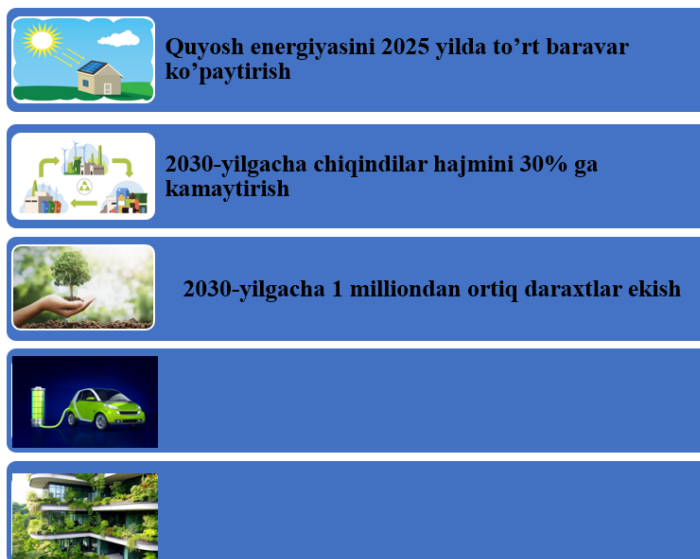 Quyosh energiyasini 2025 yilda to’rt baravar
ko’paytirish
2030-yilgacha chiqindilar hajmini 30% ga
kamaytirish
2030-yilgacha 1 milliondan ortiq daraxtlar ekish